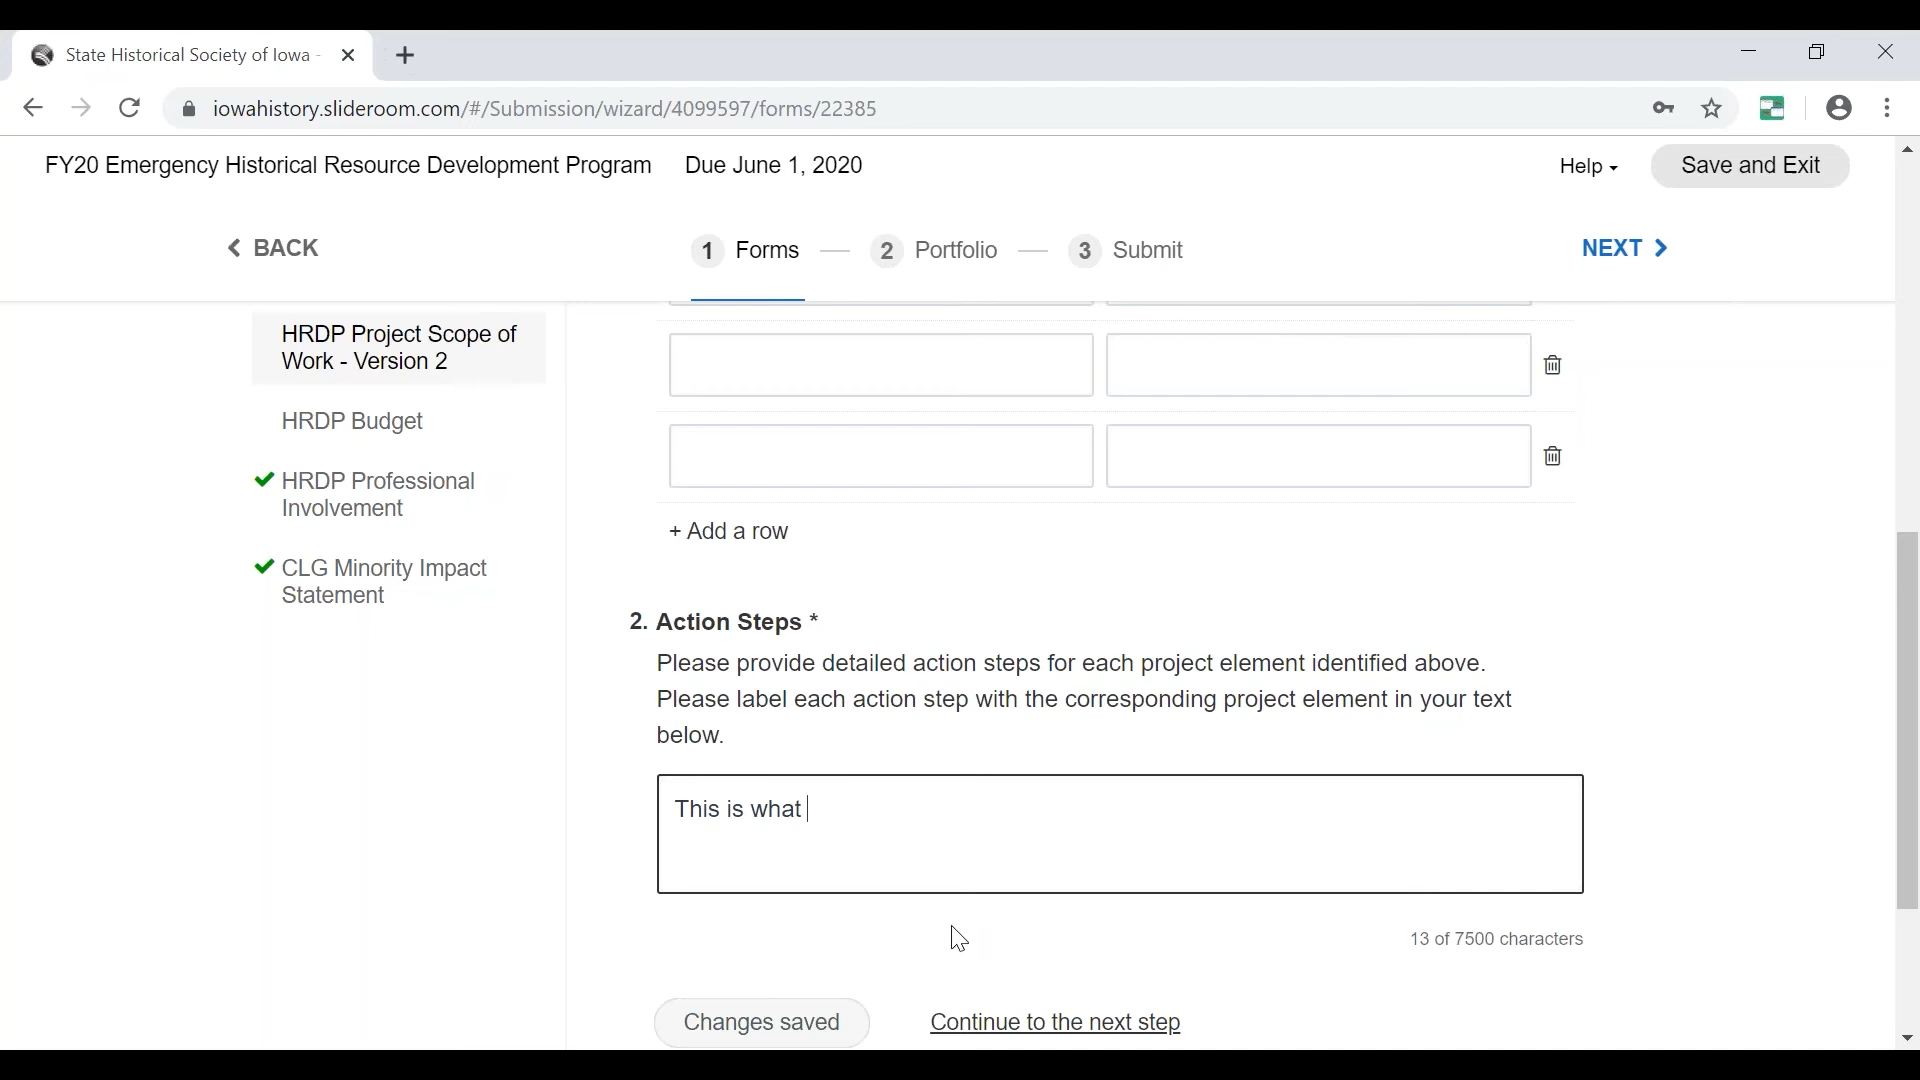 State Historical Society of Iowa -
iowahistory.slideroom.com/#/Submission/wizard/4099597/forms/22385
FY20 Emergency Historical Resource Development Program Due June 1, 2020 Help Save and Exit
BACK 1 Forms 2 Portfolio 3 Submit NEXT
HRDP Project Scope of
Work - Version 2
HRDP Budget
HRDP Professional
Involvement
CLG Minority Impact
Statement
+ Add a row
2. Action Steps *
Please provide detailed action steps for each project element identified above.
Please label each action step with the corresponding project element in your text
below.
This is what
13 of 7500 characters
Changes saved Continue to the next step